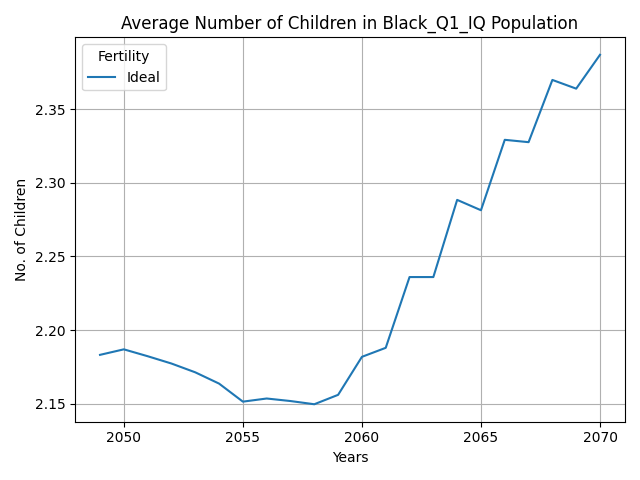 Average Number of Children in Black_Q1_IQ Population
Fertility
Ideal
No. of Children
2.35
2.30
2.25
2.20
2.15
2050 2055 2060 2065 2070
Years